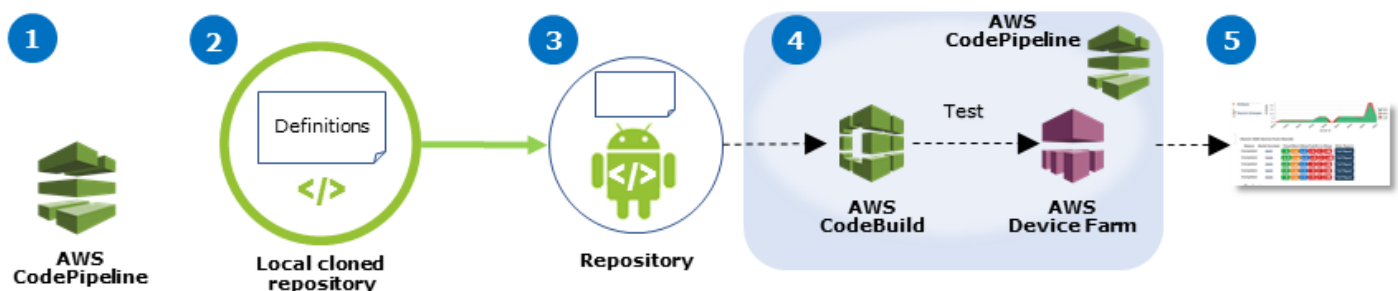 1
AWS
CodePipeline
2
Definitions
</>
Local cloned
repository
3
</>
Repository
4
AWS
CodePipeline
Test
AWS
CodeBuild
AWS
Device Farm
5